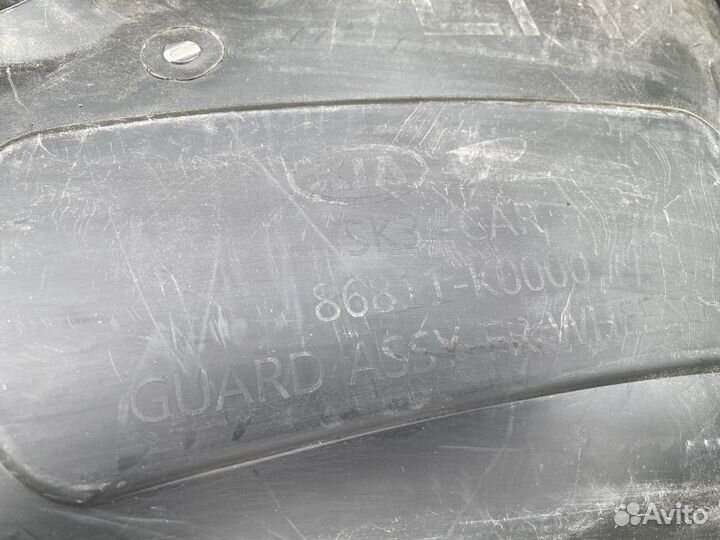 KIA
SK3 -CAR
86811-K0000
GUARD ASSY-FR WHEEL
Avito